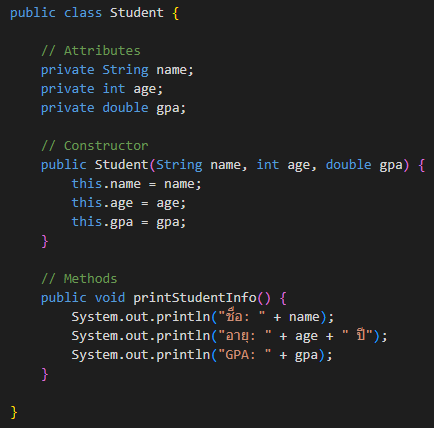 public class Student {
// Attributes
private String name;
private int age;
private double gpa;
// Constructor
public Student(String name, int age, double gpa) {
this.name = name;
this.age = age;
this.gpa = gpa;
}
// Methods
public void printStudentInfo() {
System.out.println("ชื่อ: " + name);
System.out.println("อายุ: " + age + " ปี");
System.out.println("GPA: " + gpa);
}
}